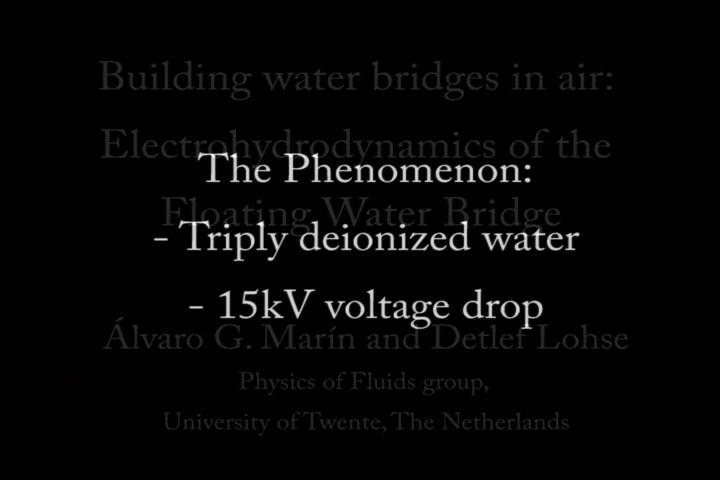 Building water bridges in air:
Electrohydrodynamics of the
The Phenomenon:
Floating Water Bridge
- Triply deionized water
- 15kV voltage drop
Álvaro G. Marín and Detlef Lohse
Physics of Fluids group,
University of Twente, The Netherlands